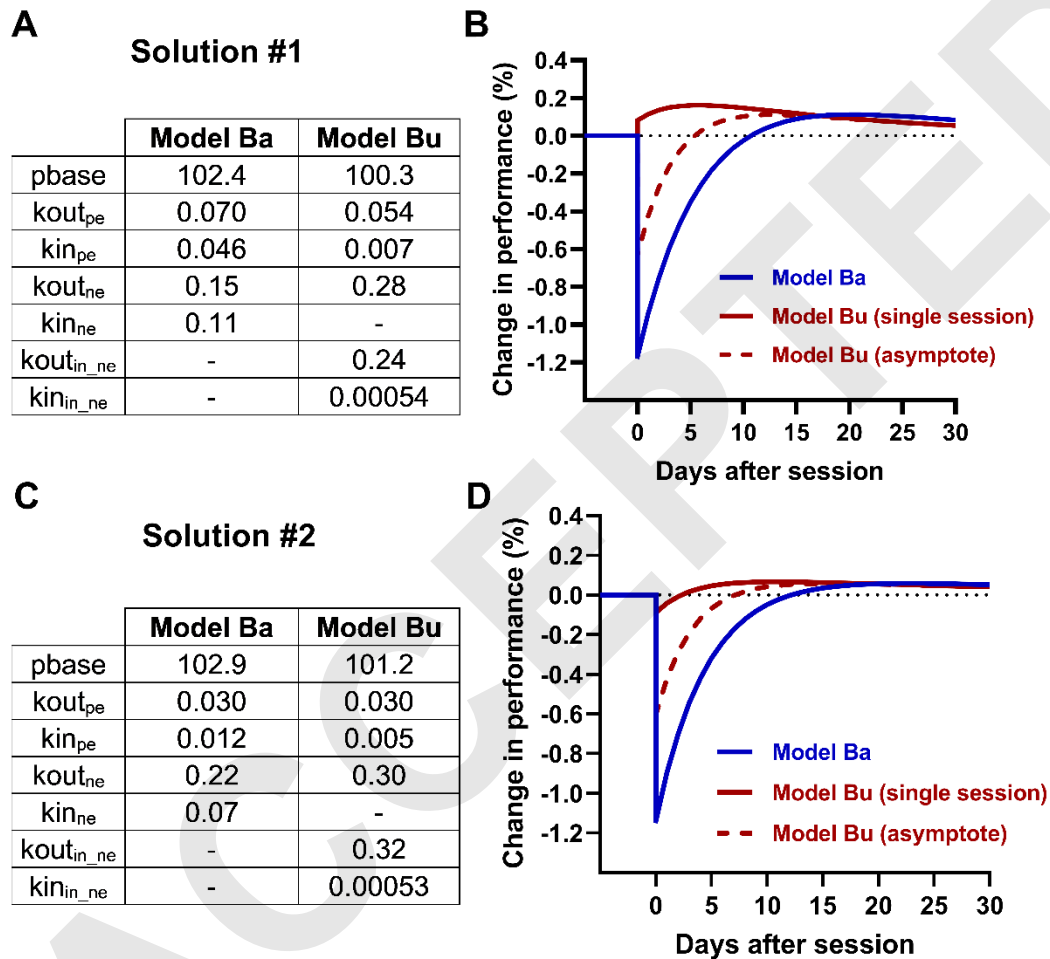 A
Solution #1
Model Ba Model Bu
pbase 102.4 100.3
koutpe 0.070 0.054
kinpe 0.046 0.007
koutne 0.15 0.28
kinne 0.11 -
koutin_ne - 0.24
kinin_ne - 0.00054
B
Change in performance (%)
0.4
0.2
0.0
-0.2
-0.4
-0.6
-0.8
-1.0
-1.2
Model Ba
Model Bu (single session)
Model Bu (asymptote)
0 5 10 15 20 25 30
Days after session
C
Solution #2
Model Ba Model Bu
pbase 102.9 101.2
koutpe 0.030 0.030
kinpe 0.012 0.005
koutne 0.22 0.30
kinne 0.07 -
koutin_ne - 0.32
kinin_ne - 0.00053
D
Change in performance (%)
0.4
0.2
0.0
-0.2
-0.4
-0.6
-0.8
-1.0
-1.2
Model Ba
Model Bu (single session)
Model Bu (asymptote)
0 5 10 15 20 25 30
Days after session
ACCEPTED